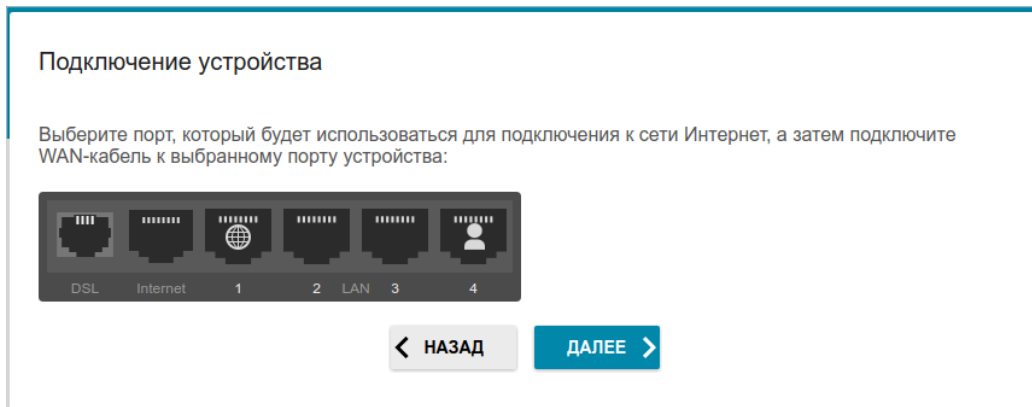 Подключение устройства
Выберите порт, который будет использоваться для подключения к сети Интернет, а затем подключите
WAN-кабель к выбранному порту устройства:
DSL Internet 1 2 LAN 3 4
НАЗАД ДАЛЕЕ